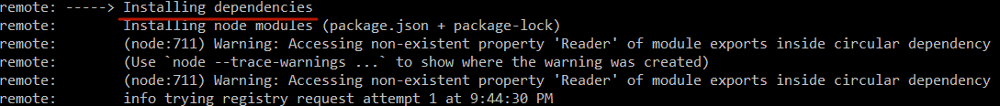 remote: -----> Installing dependencies
remote:        Installing node modules (package.json + package-lock)
remote:        (node:711) Warning: Accessing non-existent property 'Reader' of module exports inside circular dependency
remote:        (Use `node --trace-warnings ...` to show where the warning was created)
remote:        (node:711) Warning: Accessing non-existent property 'Reader' of module exports inside circular dependency
remote:        info trying registry request attempt 1 at 9:44:30 PM